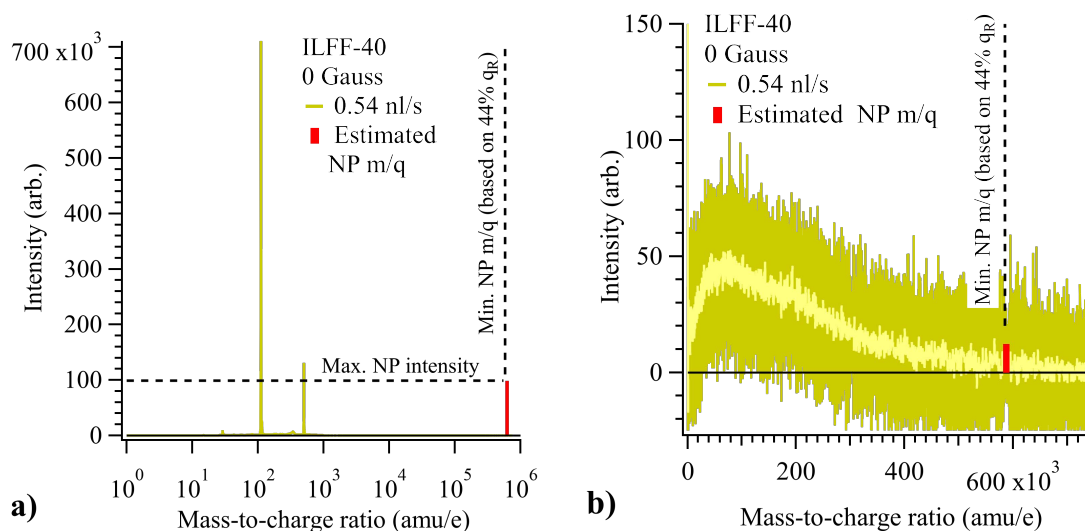 ILFF-40
0 Gauss
0.54 nl/s
Estimated
NP m/q
Min. NP m/q (based on 44% qR)
Max. NP intensity
Intensity (arb.)
700 x10³
600
500
400
300
200
100
0
10⁰ 10¹ 10² 10³ 10⁴ 10⁵ 10⁶
Mass-to-charge ratio (amu/e)
a)
ILFF-40
0 Gauss
0.54 nl/s
Estimated NP m/q
Min. NP m/q (based on 44% qR)
Intensity (arb.)
150
100
50
0
0 200 400 600 x10³
Mass-to-charge ratio (amu/e)
b)